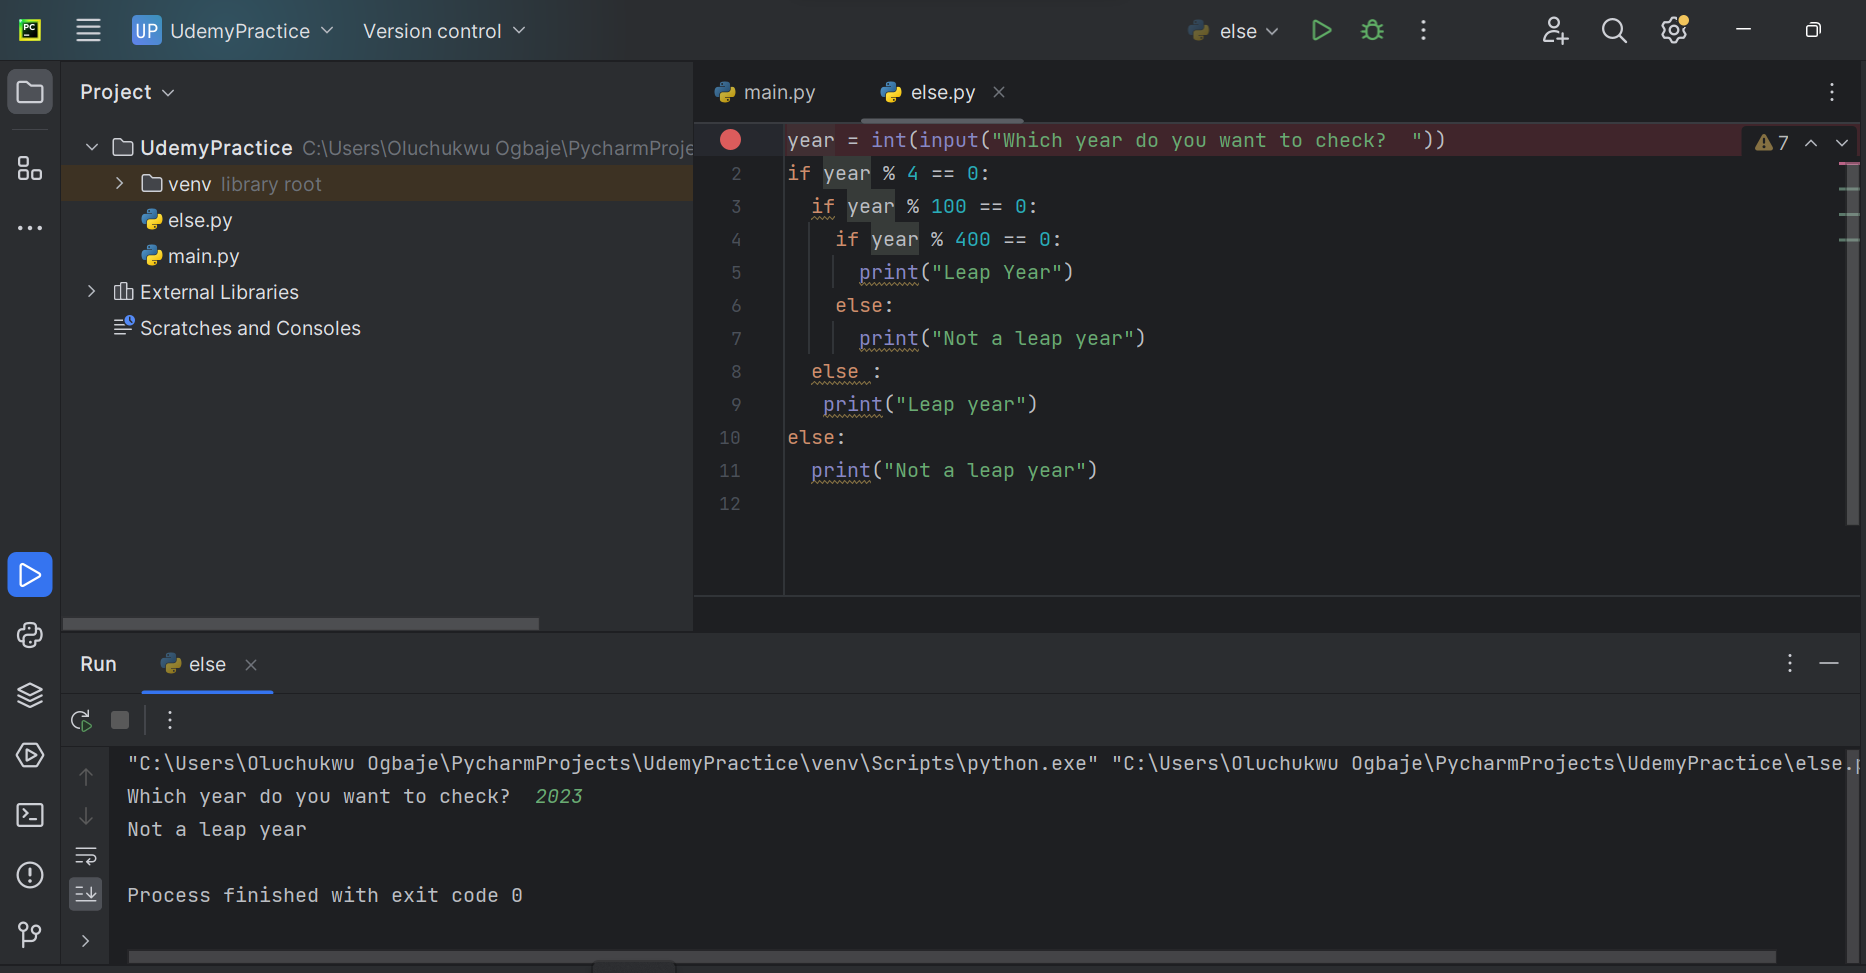 PC
UP UdemyPractice Version control else
Project
main.py else.py
UdemyPractice C:\Users\Oluchukwu Ogbaje\PycharmProje
venv library root
else.py
main.py
External Libraries
Scratches and Consoles
year = int(input("Which year do you want to check?  "))
7
2 if year % 4 == 0:
3   if year % 100 == 0:
4     if year % 400 == 0:
5       print("Leap Year")
6     else:
7       print("Not a leap year")
8   else :
9    print("Leap year")
10 else:
11   print("Not a leap year")
12
Run else
"C:\Users\Oluchukwu Ogbaje\PycharmProjects\UdemyPractice\venv\Scripts\python.exe" "C:\Users\Oluchukwu Ogbaje\PycharmProjects\UdemyPractice\else.p
Which year do you want to check?  2023
Not a leap year
Process finished with exit code 0